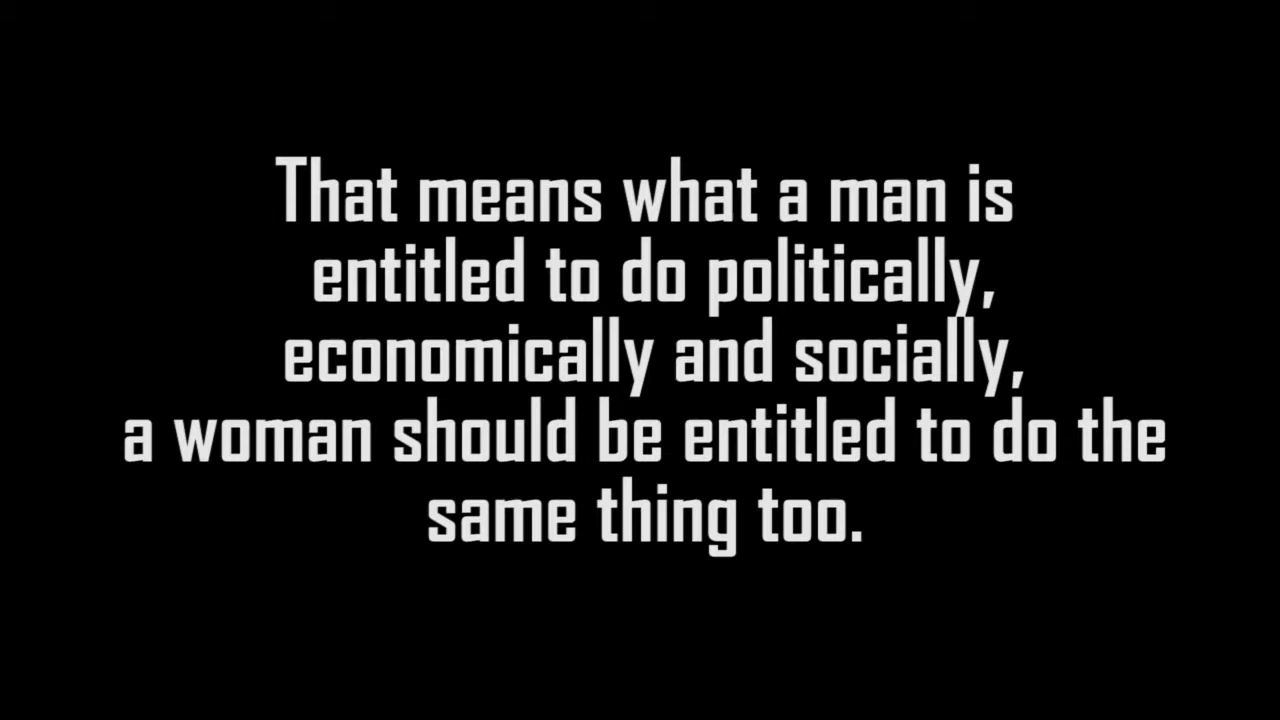 That means what a man is
entitled to do politically,
economically and socially,
a woman should be entitled to do the
same thing too.